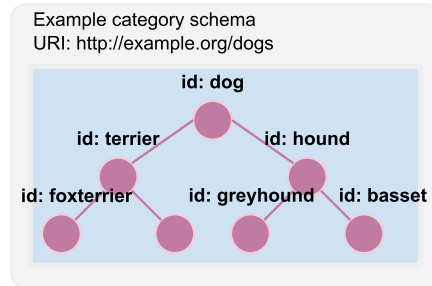 Example category schema
URI: http://example.org/dogs
id: dog
id: terrier
id: hound
id: foxterrier
id: greyhound
id: basset